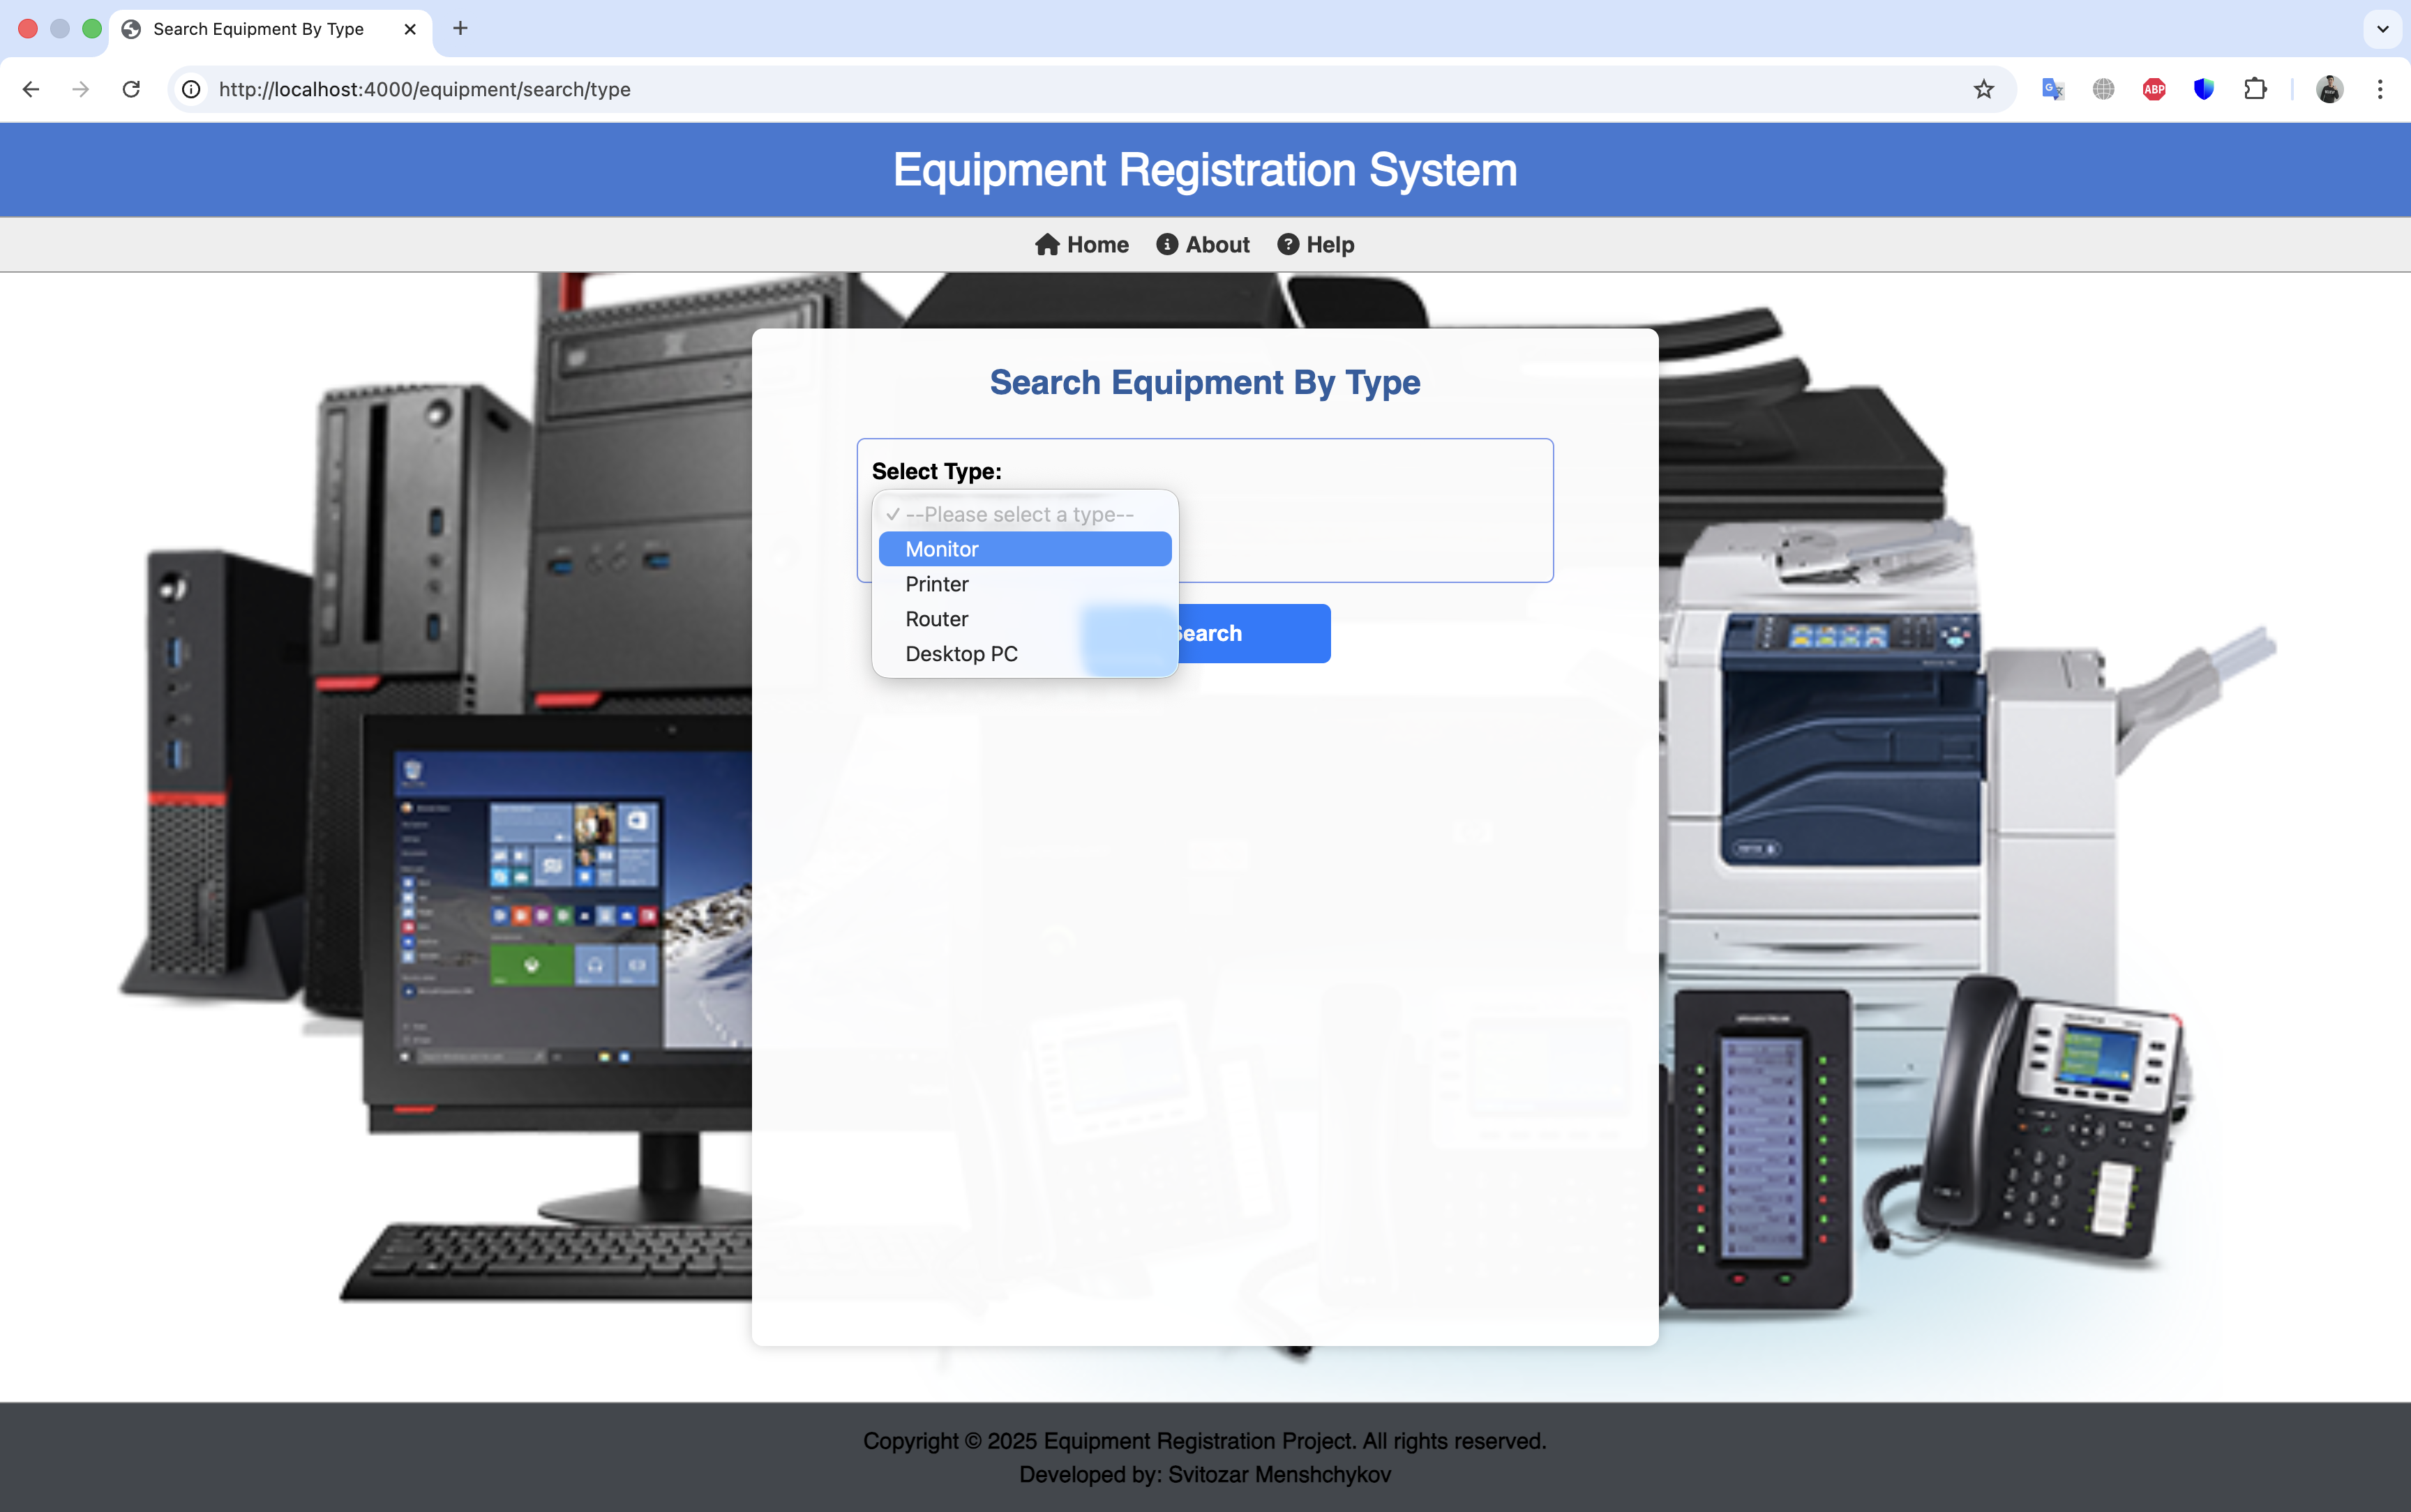 Search Equipment By Type
http://localhost:4000/equipment/search/type
ABP
Equipment Registration System
Home About Help
Search Equipment By Type
Select Type:
--Please select a type--
Monitor
Printer
Router
Desktop PC
Search
Copyright © 2025 Equipment Registration Project. All rights reserved.
Developed by: Svitozar Menshchykov